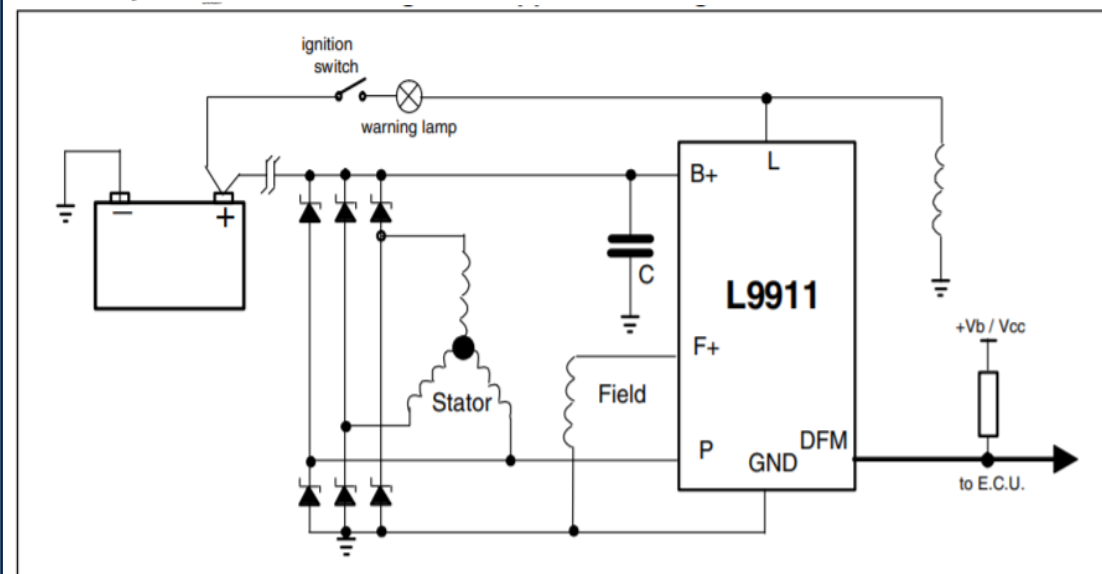 ignition
switch
warning lamp
B+
L
−
+
C
L9911
+Vb / Vcc
F+
Field
Stator
P
GND
DFM
to E.C.U.